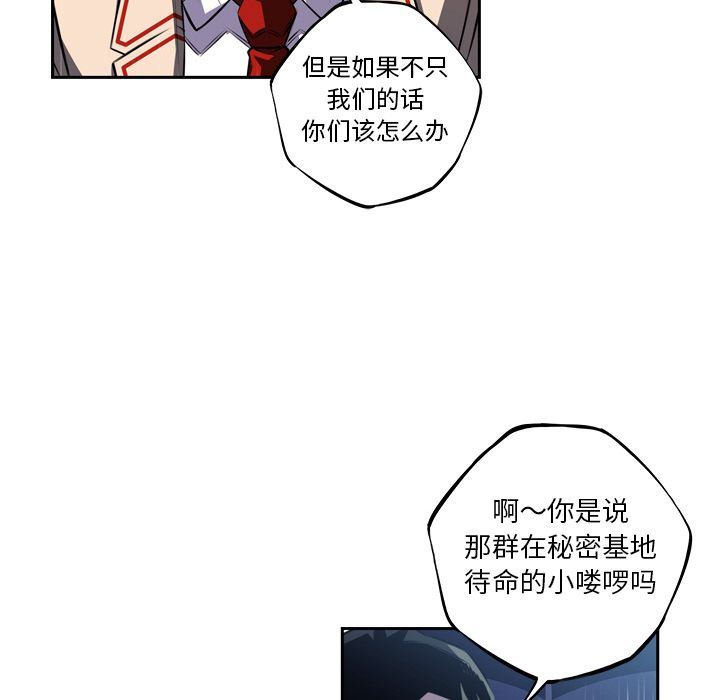 但是如果不只
我们的话
你们该怎么办
啊～你是说
那群在秘密基地
待命的小喽啰吗